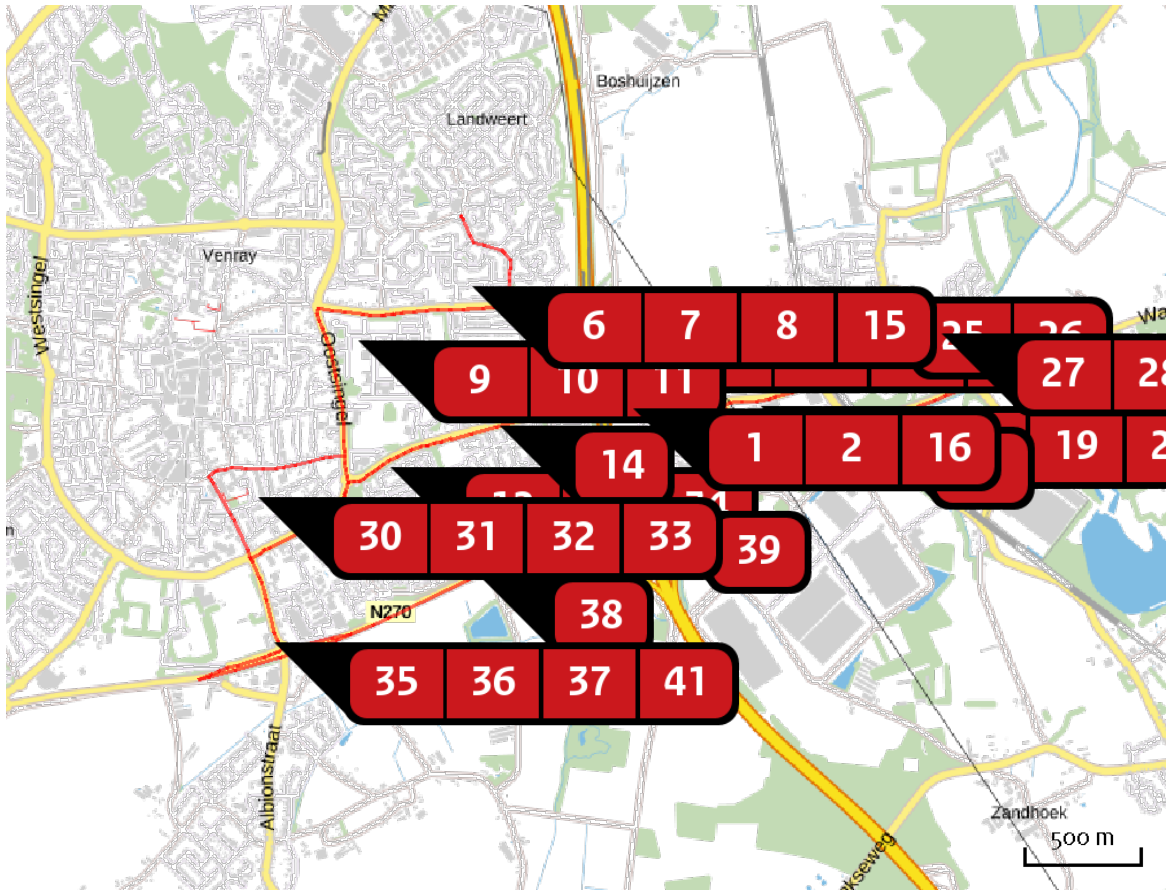 Boshuijzen
Landweert
Venray
Westsingel
Oostsingel
6 7 8 15
25 26
27
9 10 11
1 2 16
19
14
30 31 32 33
39
N270
38
35 36 37 41
Albionstraat
Zandhoek
500 m